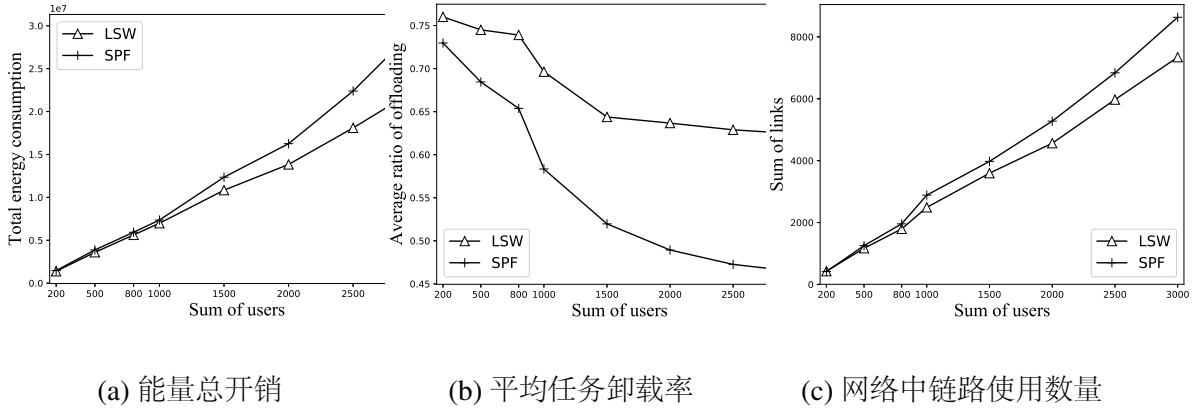 1e7
3.0
2.5
2.0
1.5
1.0
0.5
0.0
LSW
SPF
200 500 800 1000 1500 2000 2500
Total energy consumption
Sum of users
0.75
0.70
0.65
0.60
0.55
0.50
0.45
LSW
SPF
200 500 800 1000 1500 2000 2500
Average ratio of offloading
Sum of users
8000
6000
4000
2000
0
LSW
SPF
200 500 800 1000 1500 2000 2500 3000
Sum of links
Sum of users
(a) 能量总开销
(b) 平均任务卸载率
(c) 网络中链路使用数量